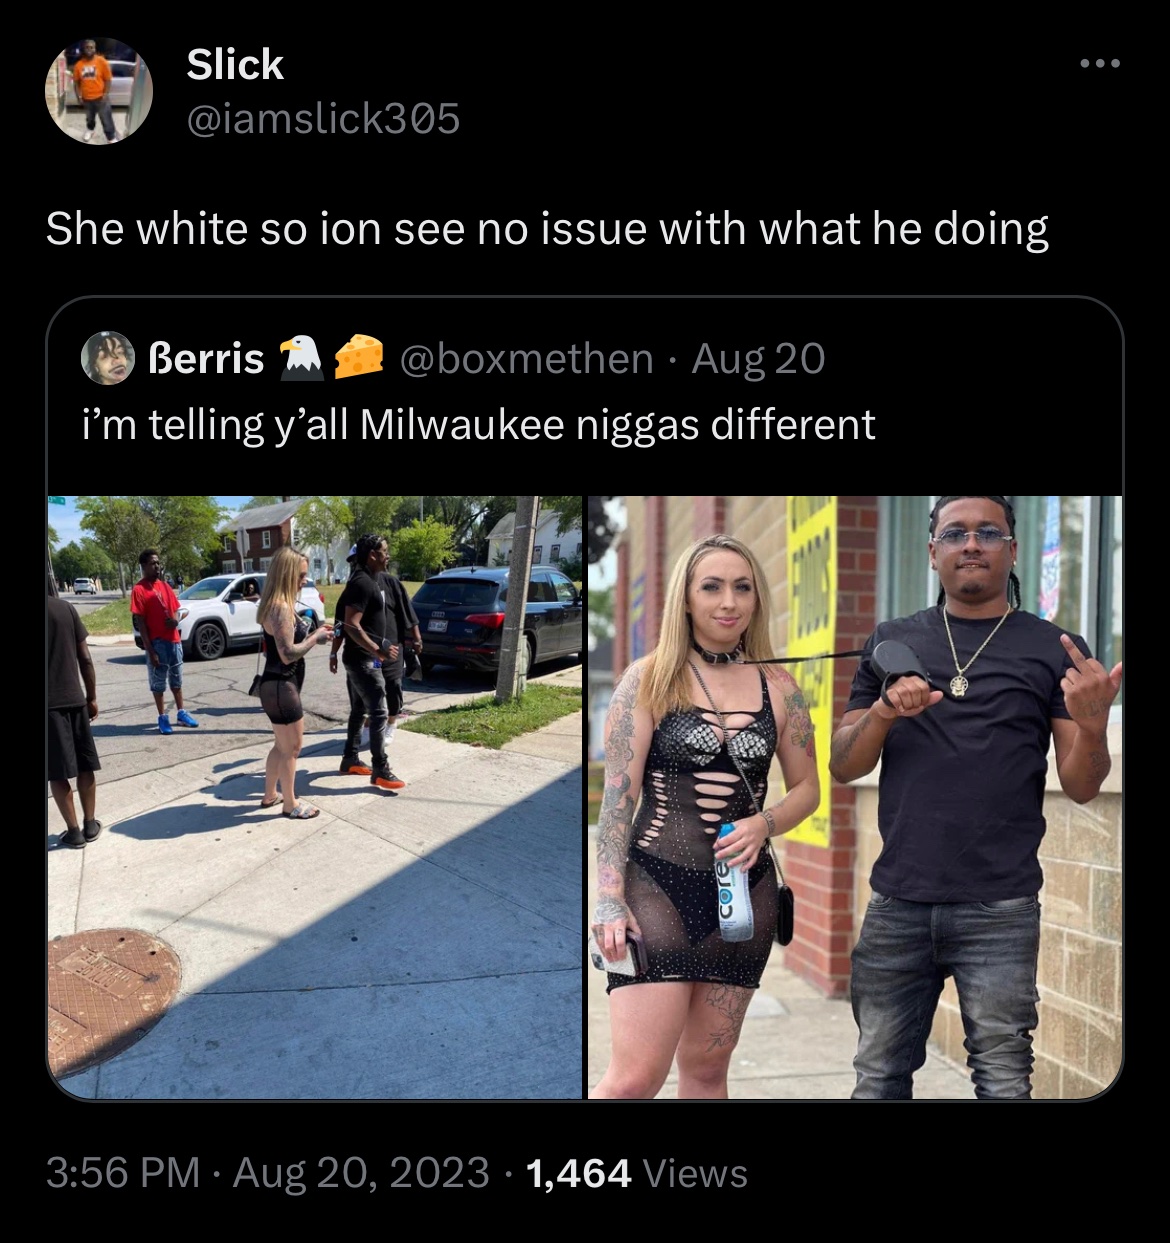 Slick
@iamslick305
She white so ion see no issue with what he doing
ßerris 🦅🧀 @boxmethen · Aug 20
i’m telling y’all Milwaukee niggas different
core
3:56 PM · Aug 20, 2023 · 1,464 Views